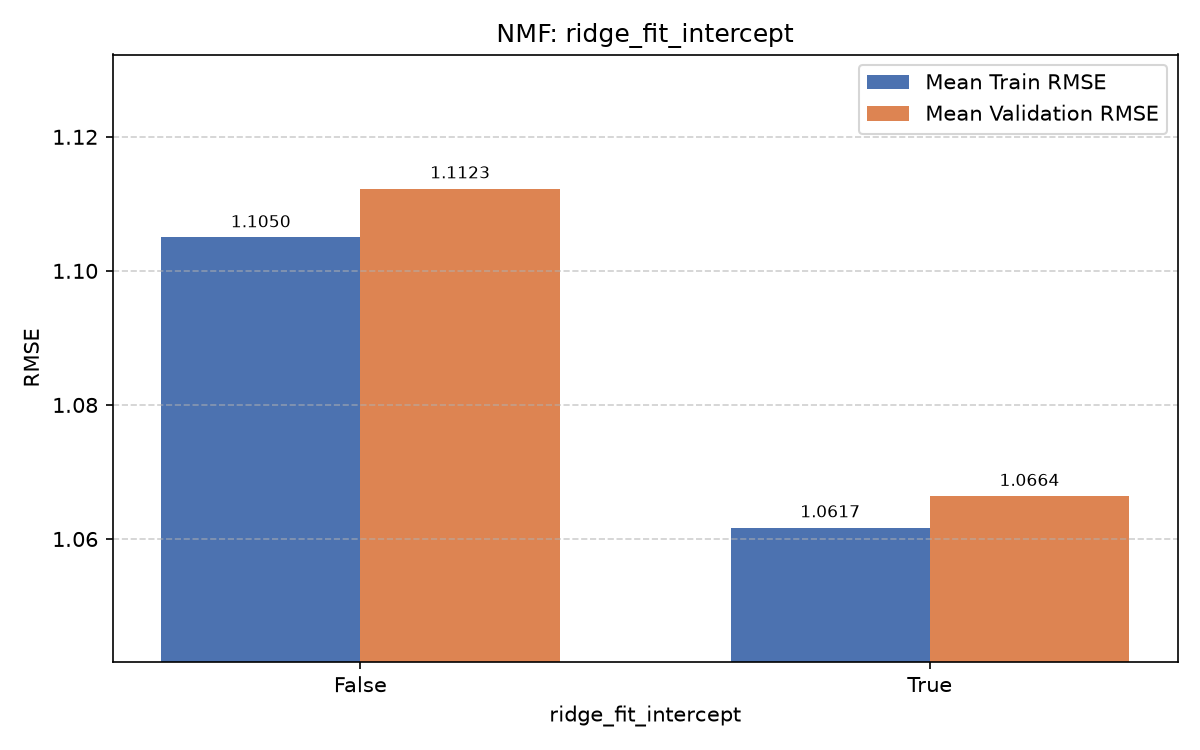 NMF: ridge_fit_intercept
Mean Train RMSE
Mean Validation RMSE
1.12
1.10
1.08
1.06
RMSE
1.1050
1.1123
1.0617
1.0664
False
True
ridge_fit_intercept